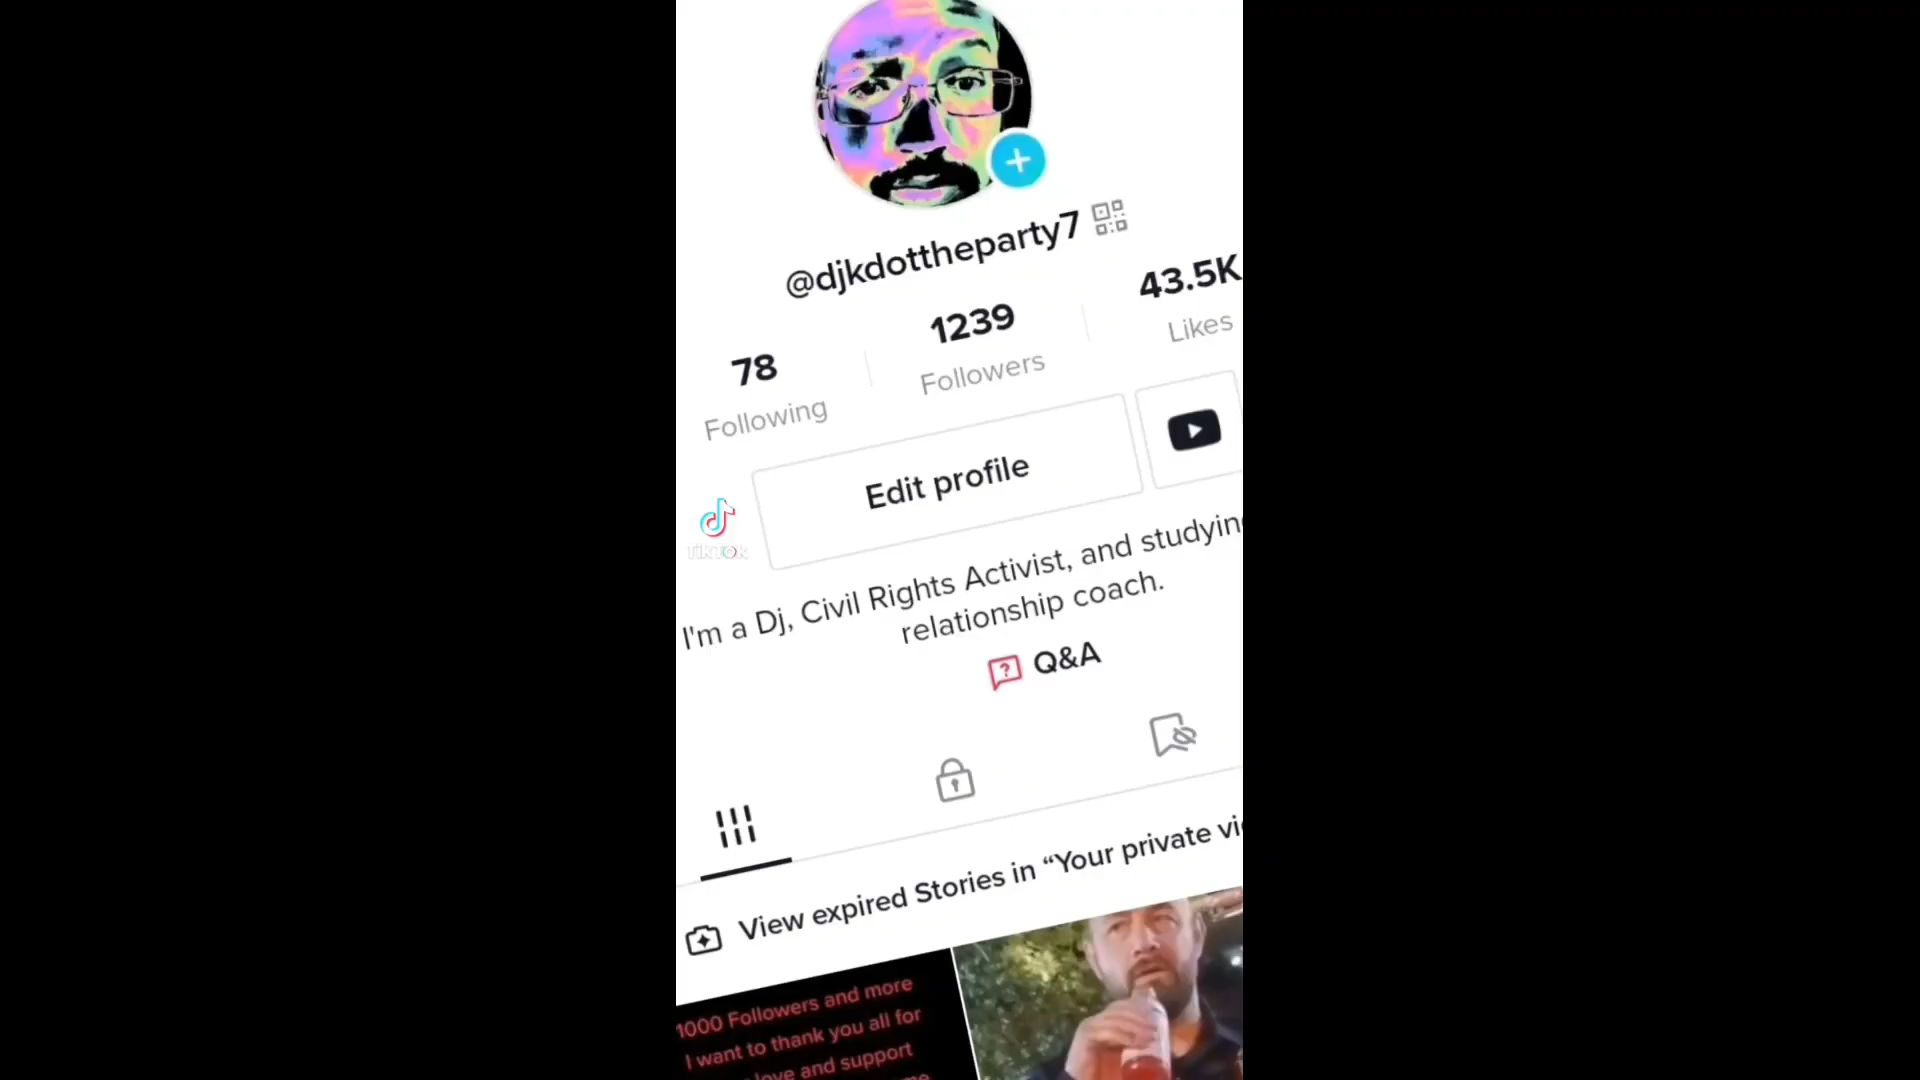 @djkdottheparty7
78
Following
1239
Followers
43.5K
Likes
Edit profile
TikTok
I'm a Dj, Civil Rights Activist, and studyin
relationship coach.
Q&A
View expired Stories in “Your private vi
1000 Followers and more
I want to thank you all for
love and support